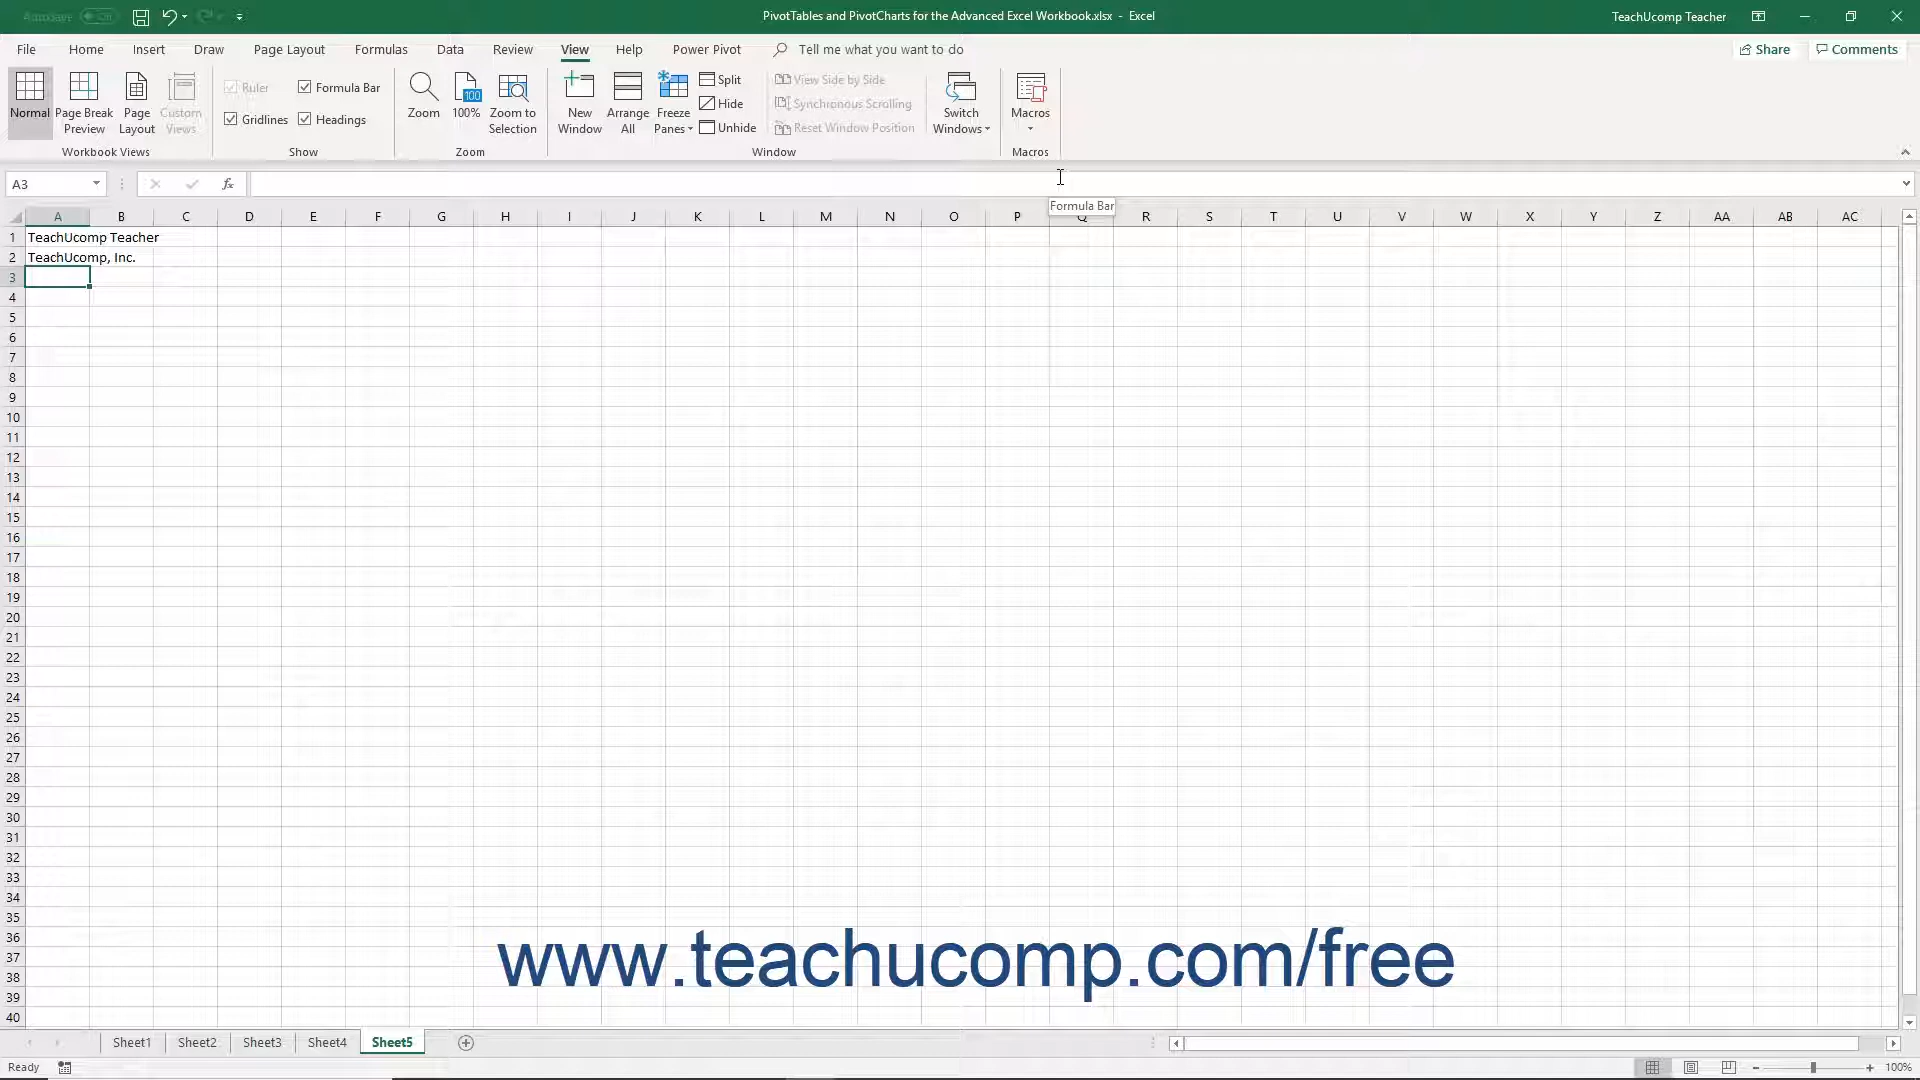 AutoSave Off
PivotTables and PivotCharts for the Advanced Excel Workbook.xlsx - Excel
TeachUcomp Teacher
File Home Insert Draw Page Layout Formulas Data Review View Help Power Pivot Tell me what you want to do Share Comments
Normal
Page Break Preview
Page Layout
Custom Views
Workbook Views
Ruler
Formula Bar
Gridlines
Headings
Show
Zoom
100
100%
Zoom to Selection
Zoom
New Window
Arrange All
Freeze Panes
Split
Hide
Unhide
View Side by Side
Synchronous Scrolling
Reset Window Position
Window
Switch Windows
Macros
Macros
A3
fx
Formula Bar
A B C D E F G H I J K L M N O P Q R S T U V W X Y Z AA AB AC
1 TeachUcomp Teacher
2 TeachUcomp, Inc.
3
4
5
6
7
8
9
10
11
12
13
14
15
16
17
18
19
20
21
22
23
24
25
26
27
28
29
30
31
32
33
34
35
36
37
38
39
40
www.teachucomp.com/free
Sheet1 Sheet2 Sheet3 Sheet4 Sheet5
Ready
100%